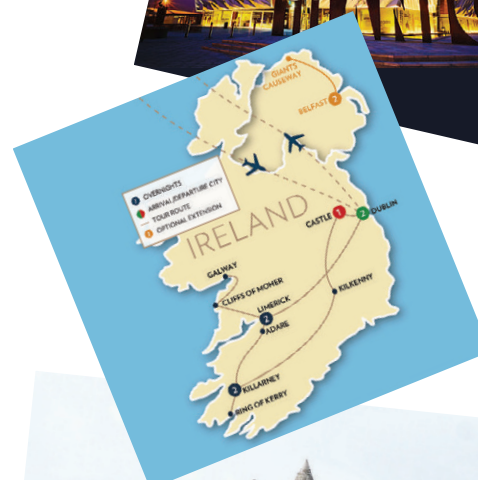 GIANTS
CAUSEWAY
BELFAST 2
1 OVERNIGHTS
ARRIVAL/DEPARTURE CITY
TOUR ROUTE
OPTIONAL EXTENSION
IRELAND
CASTLE 1
2 DUBLIN
GALWAY
CLIFFS OF MOHER
LIMERICK
2
ADARE
KILKENNY
2 KILLARNEY
RING OF KERRY